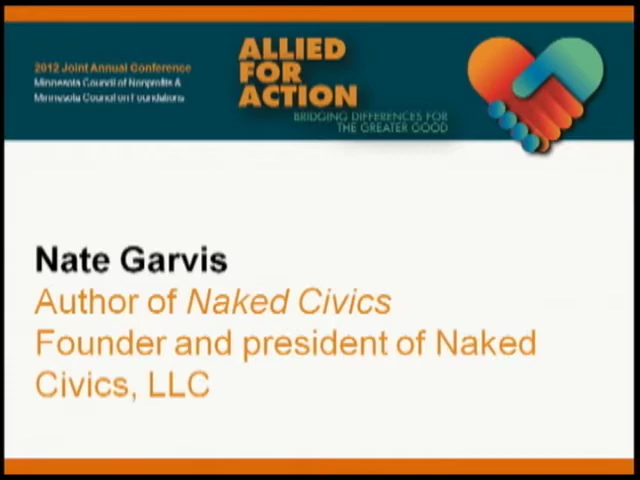 2012 Joint Annual Conference
Minnesota Council of Nonprofits &
Minnesota Council on Foundations
ALLIED
FOR
ACTION
BRIDGING DIFFERENCES FOR
THE GREATER GOOD
Nate Garvis
Author of Naked Civics
Founder and president of Naked
Civics, LLC